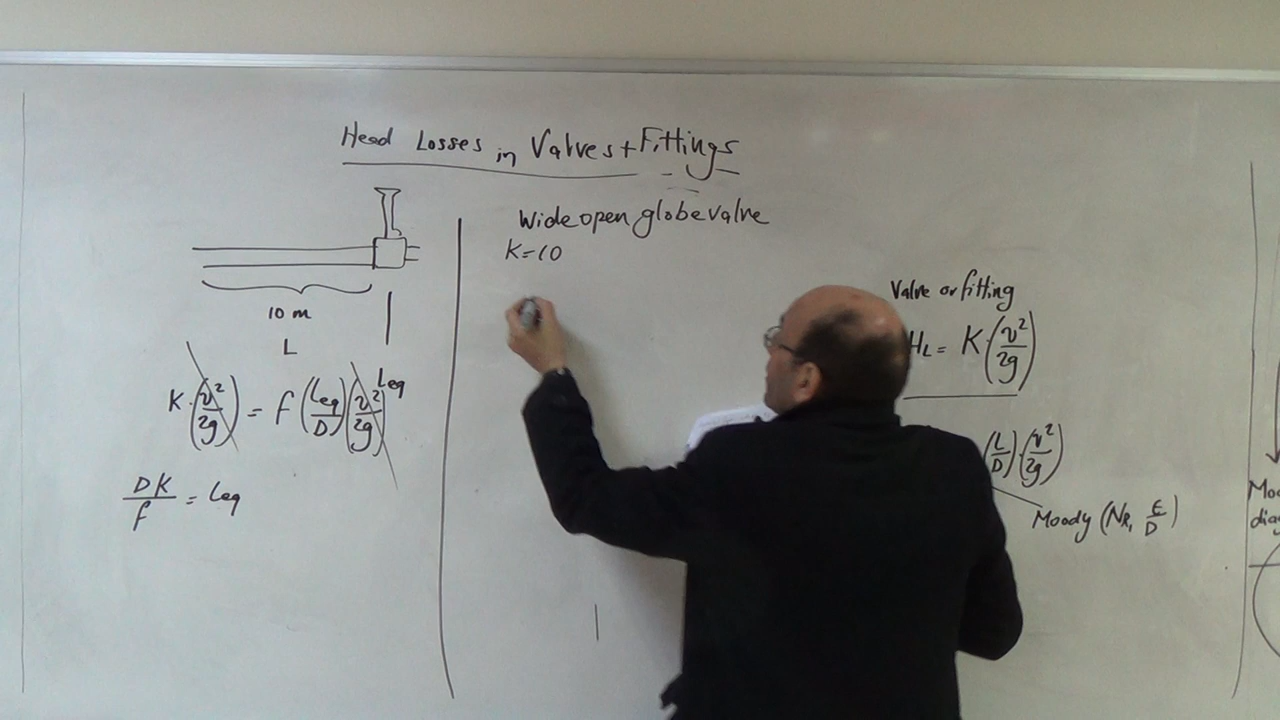 Head Losses in Valves + Fittings
10 m
L
K·(v²/2g) = f (Leq/D)(v²/2g) Leq
DK/f = Leq
Wide open globe valve
K=10
Valve or fitting
HL = K(v²/2g)
(L/D)·(v²/2g)
Moody (NR, ε/D)